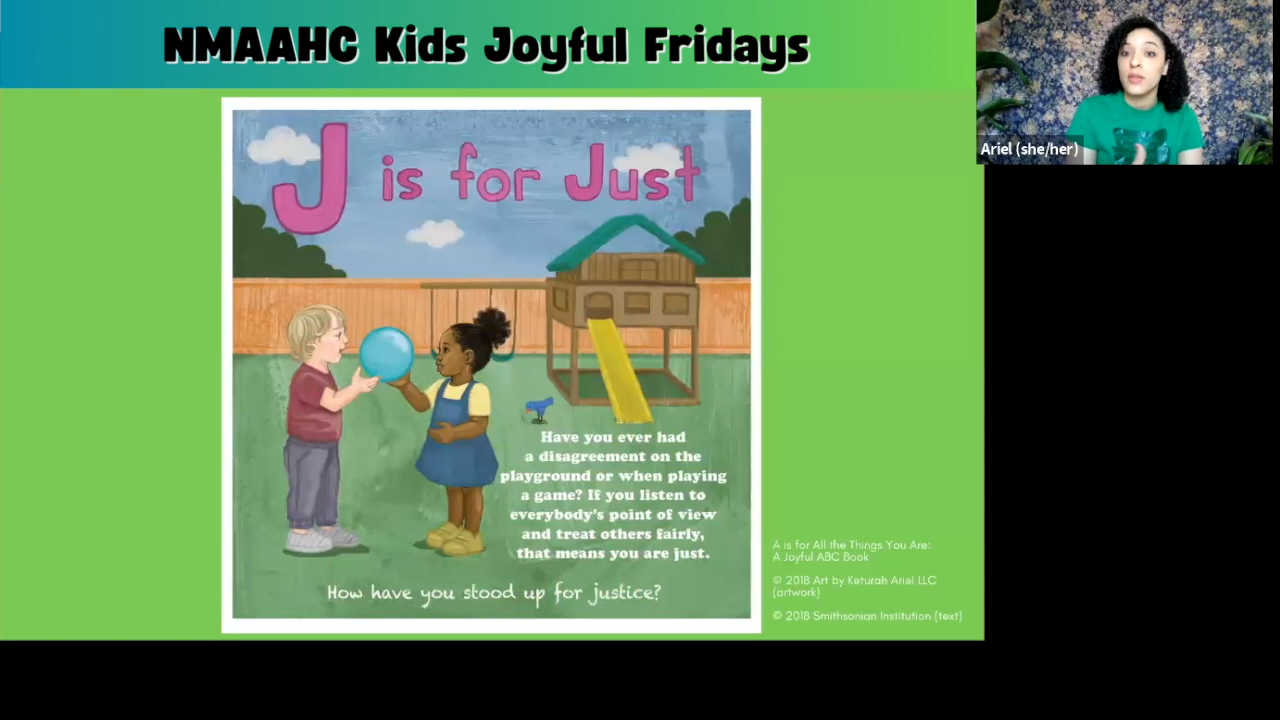 NMAAHC Kids Joyful Fridays
Ariel (she/her)
J is for Just
Have you ever had
a disagreement on the
playground or when playing
a game? If you listen to
everybody's point of view
and treat others fairly,
that means you are just.
How have you stood up for justice?
A is for All the Things You Are:
A Joyful ABC Book
© 2018 Art by Keturah Ariel LLC
(artwork)
© 2018 Smithsonian Institution (text)